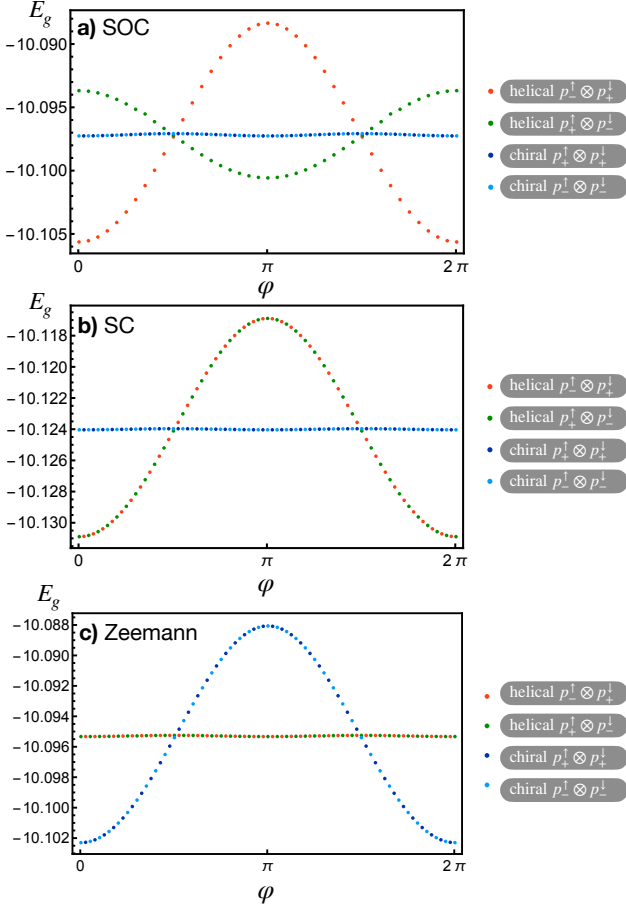 E_g
a) SOC
−10.090
−10.095
−10.100
−10.105
0
π
2 π
φ
helical p_−^↑ ⊗ p_+^↓
helical p_+^↑ ⊗ p_−^↓
chiral p_+^↑ ⊗ p_+^↓
chiral p_−^↑ ⊗ p_−^↓
E_g
b) SC
−10.118
−10.120
−10.122
−10.124
−10.126
−10.128
−10.130
0
π
2 π
φ
helical p_−^↑ ⊗ p_+^↓
helical p_+^↑ ⊗ p_−^↓
chiral p_+^↑ ⊗ p_+^↓
chiral p_−^↑ ⊗ p_−^↓
E_g
c) Zeemann
−10.088
−10.090
−10.092
−10.094
−10.096
−10.098
−10.100
−10.102
0
π
2 π
φ
helical p_−^↑ ⊗ p_+^↓
helical p_+^↑ ⊗ p_−^↓
chiral p_+^↑ ⊗ p_+^↓
chiral p_−^↑ ⊗ p_−^↓